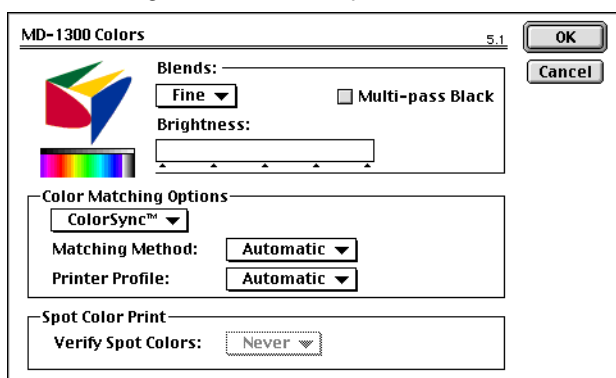 MD-1300 Colors 5.1
OK
Cancel
Blends:
Fine
Multi-pass Black
Brightness:
Color Matching Options
ColorSync™
Matching Method: Automatic
Printer Profile: Automatic
Spot Color Print
Verify Spot Colors: Never